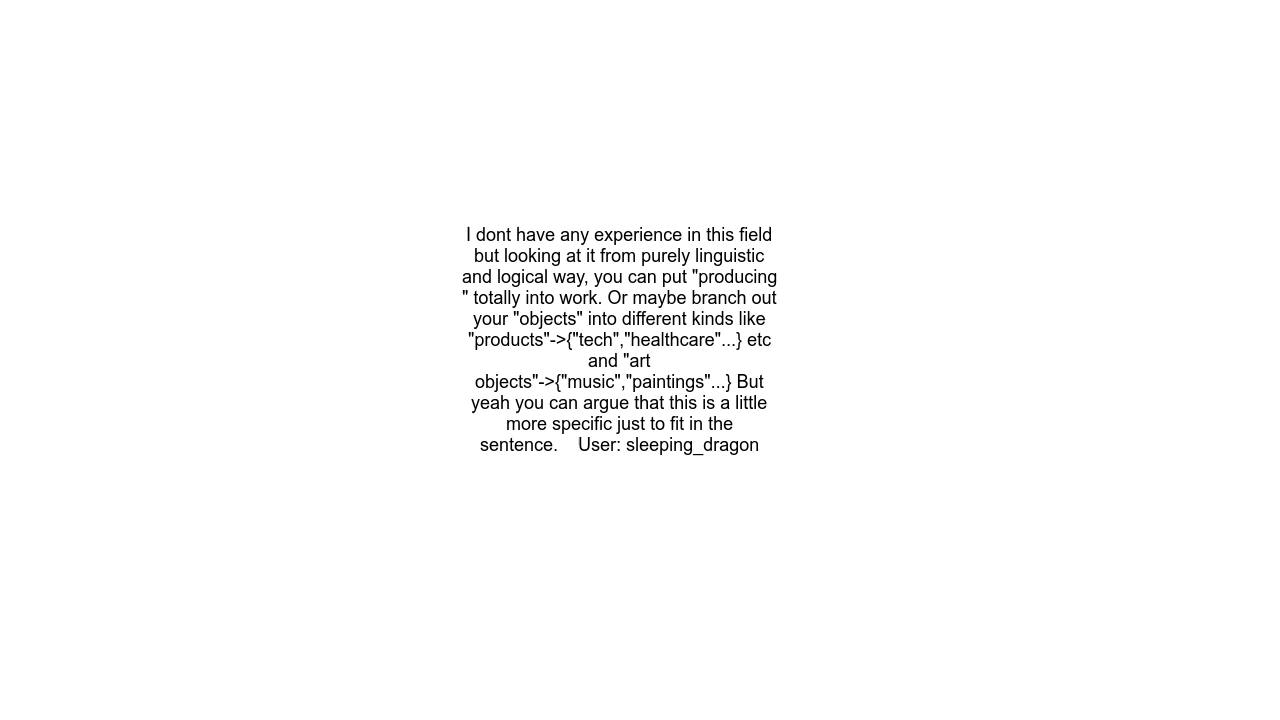 I dont have any experience in this field
but looking at it from purely linguistic
and logical way, you can put "producing
" totally into work. Or maybe branch out
your "objects" into different kinds like
"products"->{"tech","healthcare"...} etc
and "art
objects"->{"music","paintings"...} But
yeah you can argue that this is a little
more specific just to fit in the
sentence.    User: sleeping_dragon